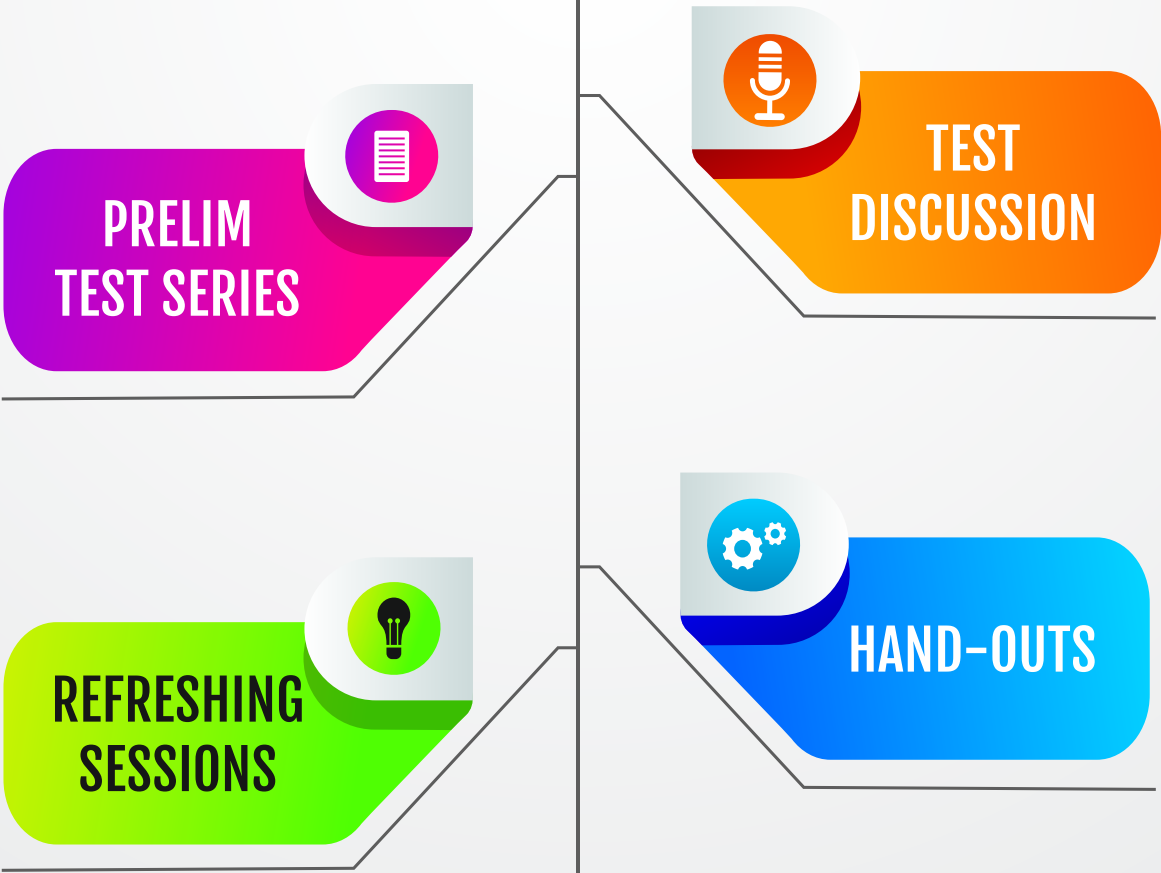 PRELIM
TEST SERIES
TEST
DISCUSSION
REFRESHING
SESSIONS
HAND-OUTS